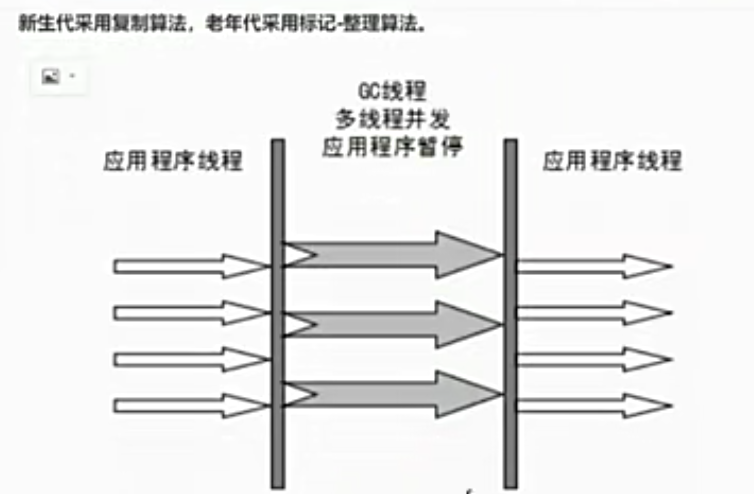 新生代采用复制算法，老年代采用标记-整理算法。
GC线程
多线程并发
应用程序暂停
应用程序线程
应用程序线程